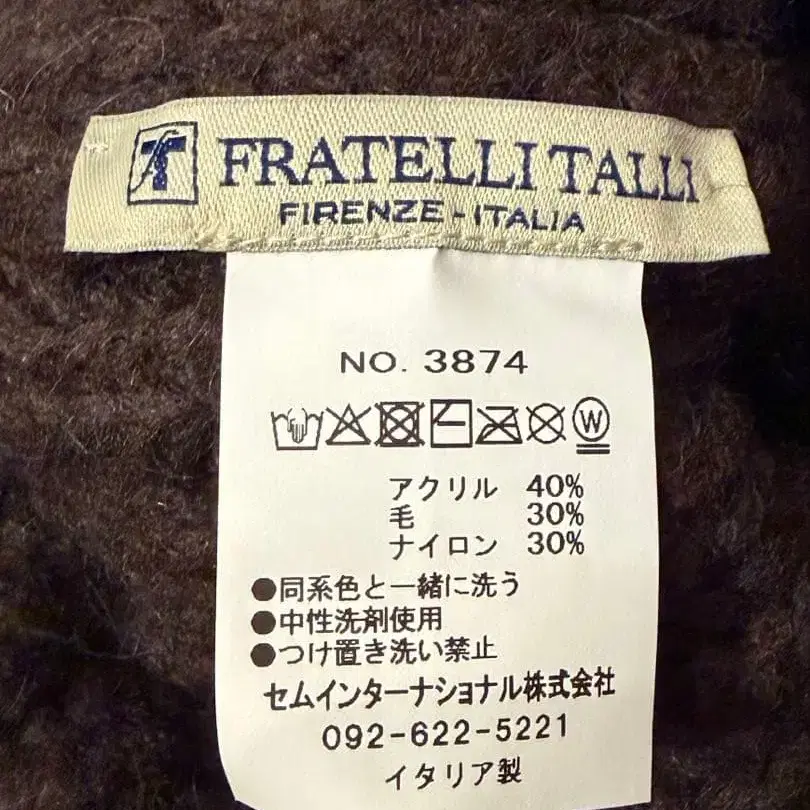 FRATELLI TALLI
FIRENZE-ITALIA
NO. 3874
W
アクリル 40%
毛 30%
ナイロン 30%
●同系色と一緒に洗う
●中性洗剤使用
●つけ置き洗い禁止
セムインターナショナル株式会社
092-622-5221
イタリア製